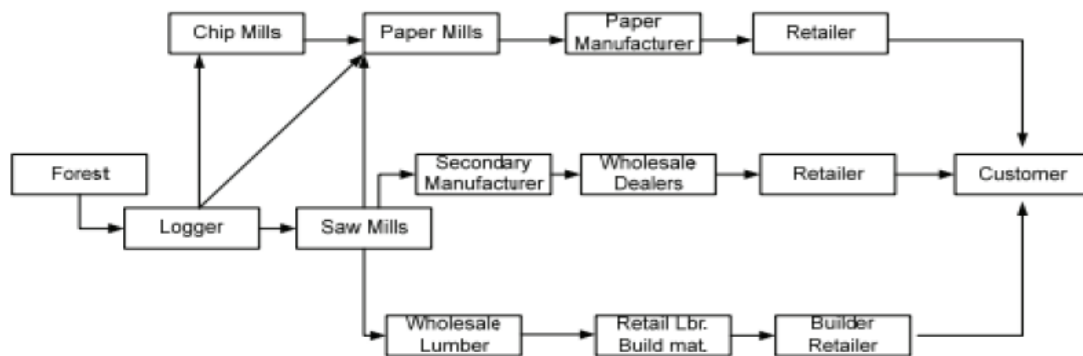 Chip Mills
Paper Mills
Paper
Manufacturer
Retailer
Forest
Secondary
Manufacturer
Wholesale
Dealers
Retailer
Customer
Logger
Saw Mills
Wholesale
Lumber
Retail Lbr.
Build mat.
Builder
Retailer